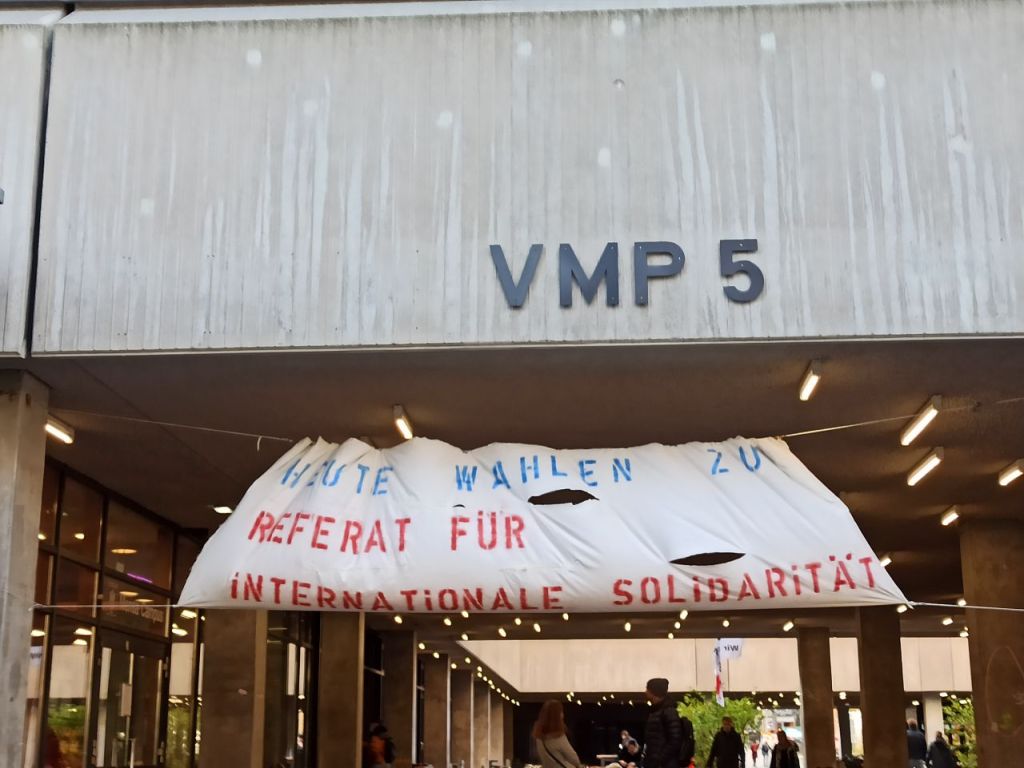 VMP 5
HEUTE WAHLEN ZU
REFERAT FÜR
iNTERNATiONALE SOLiDARiTÄT